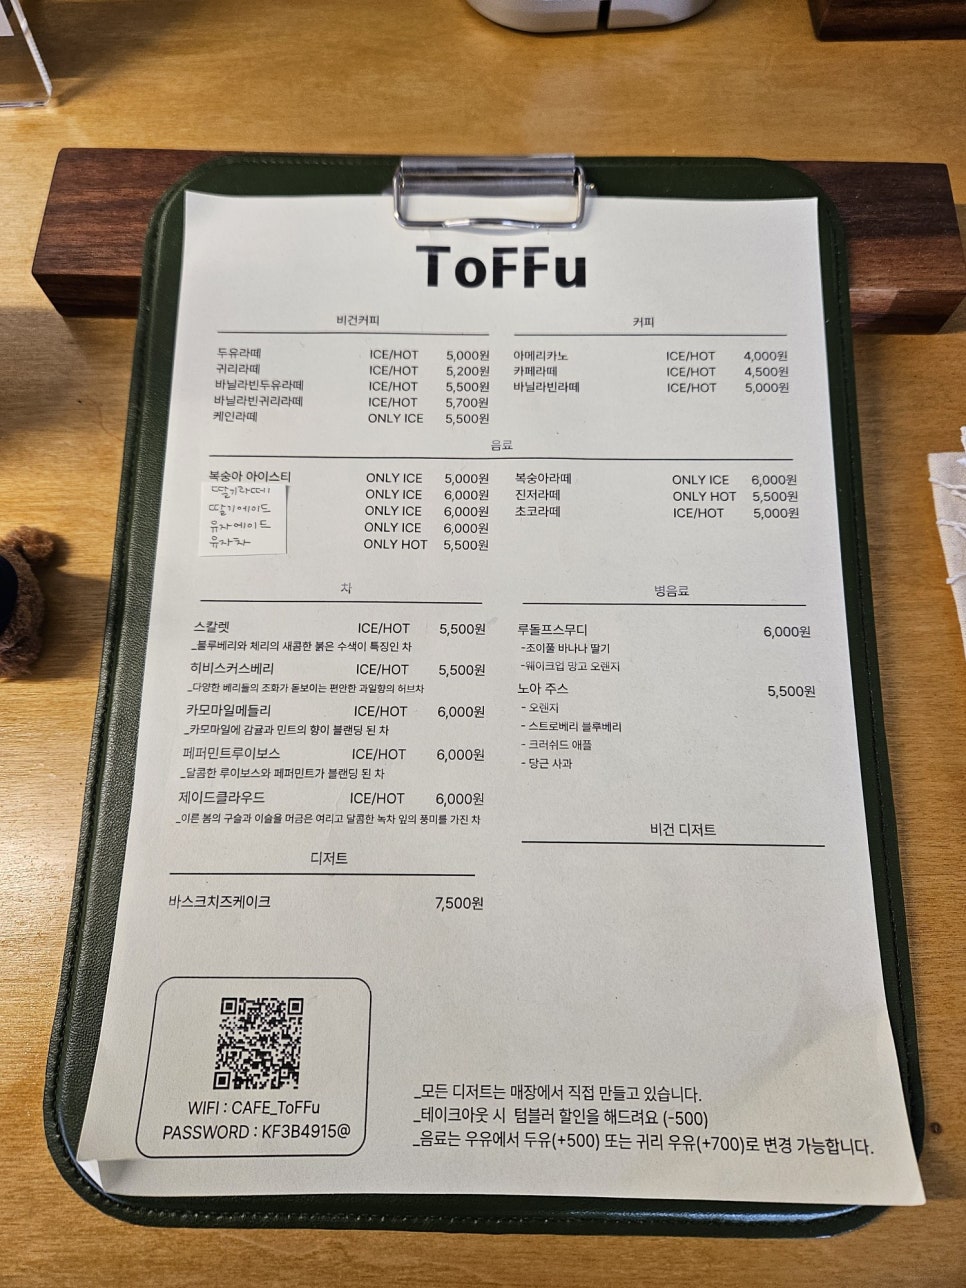 ToFFu
비건커피
두유라떼 ICE/HOT 5,000원
귀리라떼 ICE/HOT 5,200원
바닐라빈두유라떼 ICE/HOT 5,500원
바닐라빈귀리라떼 ICE/HOT 5,700원
케인라떼 ONLY ICE 5,500원
커피
아메리카노 ICE/HOT 4,000원
카페라떼 ICE/HOT 4,500원
바닐라빈라떼 ICE/HOT 5,000원
음료
복숭아 아이스티 ONLY ICE 5,000원
딸기라떼 ONLY ICE 6,000원
딸기에이드 ONLY ICE 6,000원
유자에이드 ONLY ICE 6,000원
유자차 ONLY HOT 5,500원
복숭아라떼 ONLY ICE 6,000원
진저라떼 ONLY HOT 5,500원
초코라떼 ICE/HOT 5,000원
차
스칼렛 ICE/HOT 5,500원
_블루베리와 체리의 새콤한 붉은 수색이 특징인 차
히비스커스베리 ICE/HOT 5,500원
_다양한 베리들의 조화가 돋보이는 편안한 과일향의 허브차
카모마일메들리 ICE/HOT 6,000원
_카모마일에 감귤과 민트의 향이 블랜딩 된 차
페퍼민트루이보스 ICE/HOT 6,000원
_달콤한 루이보스와 페퍼민트가 블랜딩 된 차
제이드클라우드 ICE/HOT 6,000원
_이른 봄의 구슬과 이슬을 머금은 여리고 달콤한 녹차 잎의 풍미를 가진 차
병음료
루돌프스무디 6,000원
-조이풀 바나나 딸기
-웨이크업 망고 오렌지
노아 주스 5,500원
- 오렌지
- 스트로베리 블루베리
- 크러쉬드 애플
- 당근 사과
디저트
바스크치즈케이크 7,500원
비건 디저트
WIFI : CAFE_ToFFu
PASSWORD : KF3B4915@
_모든 디저트는 매장에서 직접 만들고 있습니다.
_테이크아웃 시 텀블러 할인을 해드려요 (-500)
_음료는 우유에서 두유(+500) 또는 귀리 우유(+700)로 변경 가능합니다.